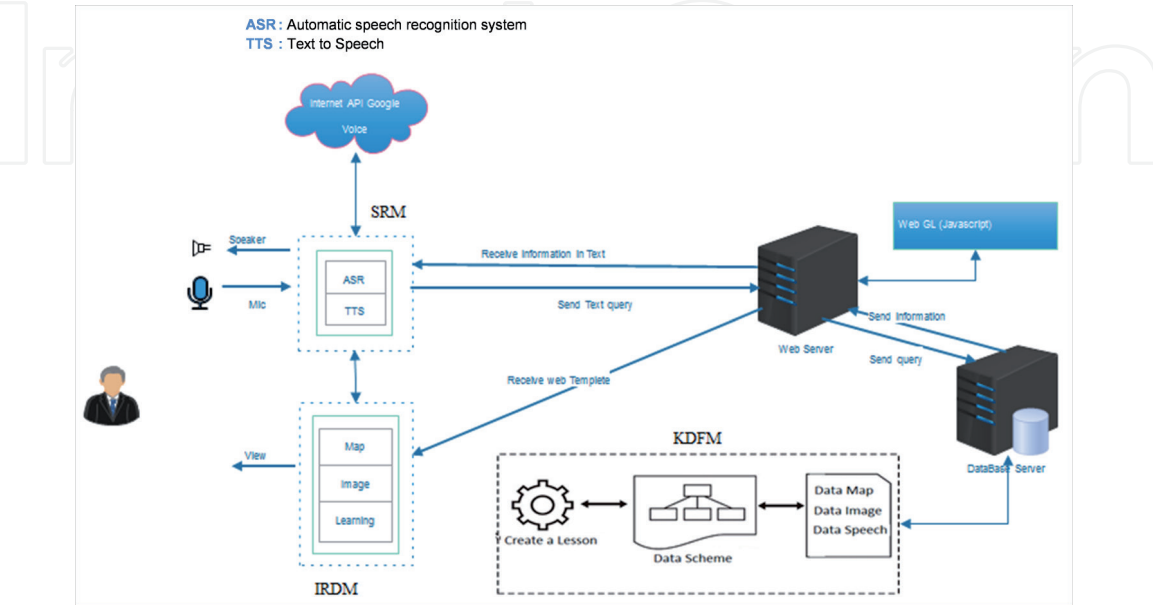 ASR : Automatic speech recognition system
TTS : Text to Speech
Internet API Google
Voice
SRM
Speaker
Mic
ASR
TTS
Receive Information in Text
Send Text query
Web GL (Javascript)
Web Server
Send Information
Send query
DataBase Server
Receive web Templete
View
Map
Image
Learning
IRDM
KDFM
Create a Lesson
Data Scheme
Data Map
Data Image
Data Speech